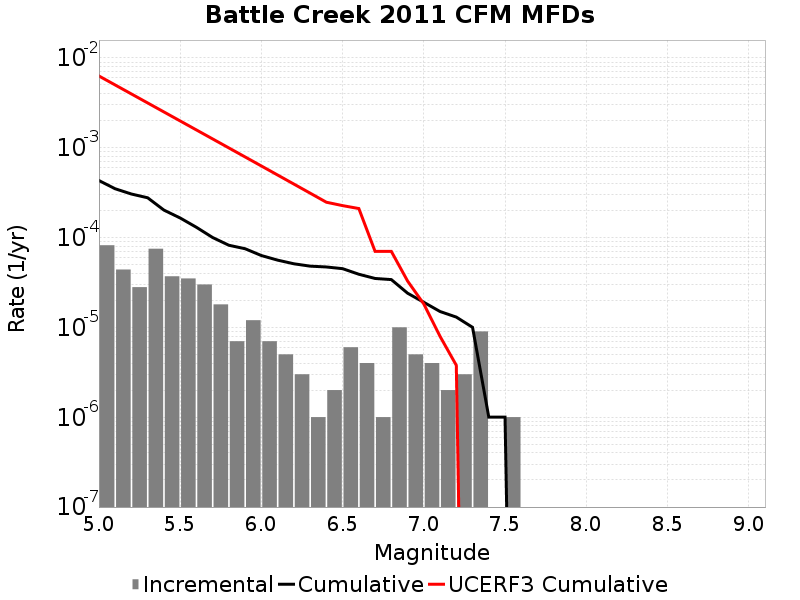 Battle Creek 2011 CFM MFDs
Rate (1/yr)
10^-2
10^-3
10^-4
10^-5
10^-6
10^-7
5.0 5.5 6.0 6.5 7.0 7.5 8.0 8.5 9.0
Magnitude
Incremental Cumulative UCERF3 Cumulative